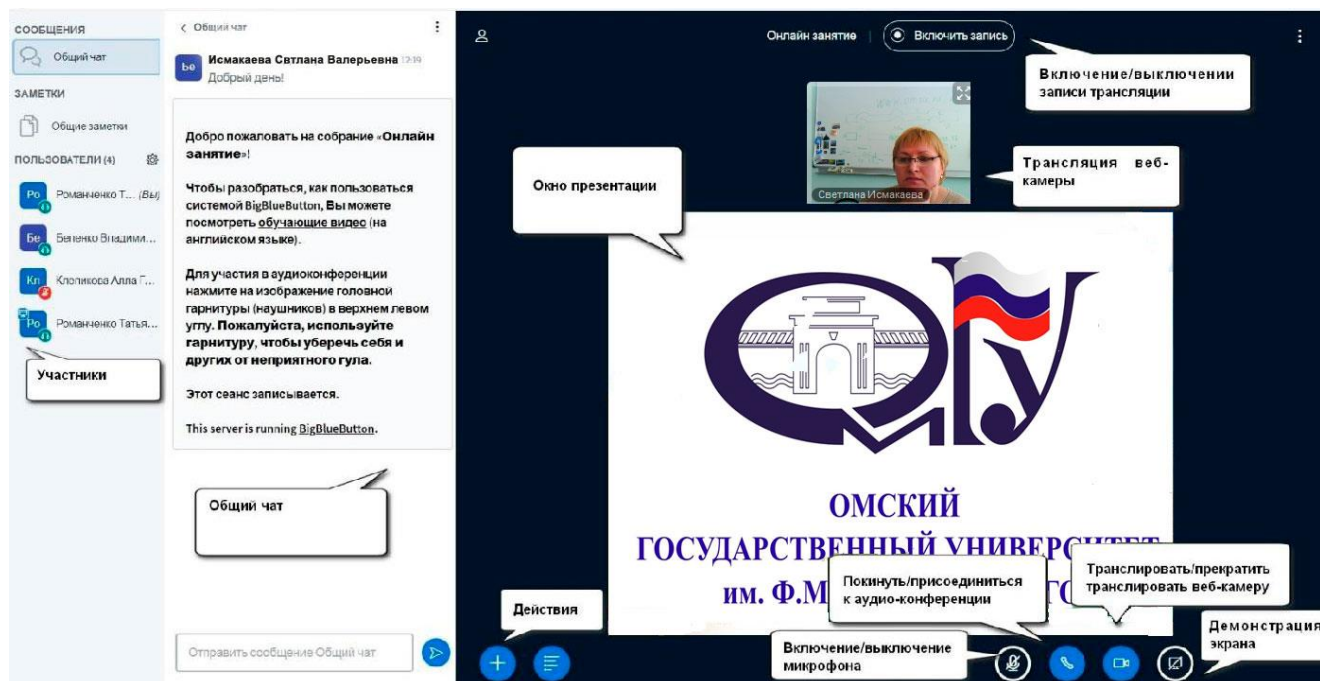 СООБЩЕНИЯ
Общий чат
ЗАМЕТКИ
Общие заметки
ПОЛЬЗОВАТЕЛИ (4)
Ро
Романченко Т... (Вы)
Бе
Беленко Владими...
Кл
Клопикова Алла Г...
Ро
Романченко Татья...
Участники
Общий чат
Бе
Исмакаева Свтлана Валерьевна 12:19
Добрый день!
Добро пожаловать на собрание «Онлайн
занятие»!
Чтобы разобраться, как пользоваться
системой BigBlueButton, Вы можете
посмотреть обучающие видео (на
английском языке).
Для участия в аудиоконференции
нажмите на изображение головной
гарнитуры (наушников) в верхнем левом
углу. Пожалуйста, используйте
гарнитуру, чтобы уберечь себя и
других от неприятного гула.
Этот сеанс записывается.
This server is running BigBlueButton.
Общий чат
Отправить сообщение Общий чат
Онлайн занятие
Включить запись
Включение/выключении
записи трансляции
Светлана Исмакаева
Трансляция веб-
камеры
Окно презентации
ОмГУ
ОМСКИЙ
ГОСУДАРСТВЕННЫЙ УНИВЕРСИТЕТ
им. Ф.М
Покинуть/присоединиться
к аудио-конференции
Транслировать/прекратить
транслировать веб-камеру
Действия
Включение/выключение
микрофона
Демонстрация
экрана